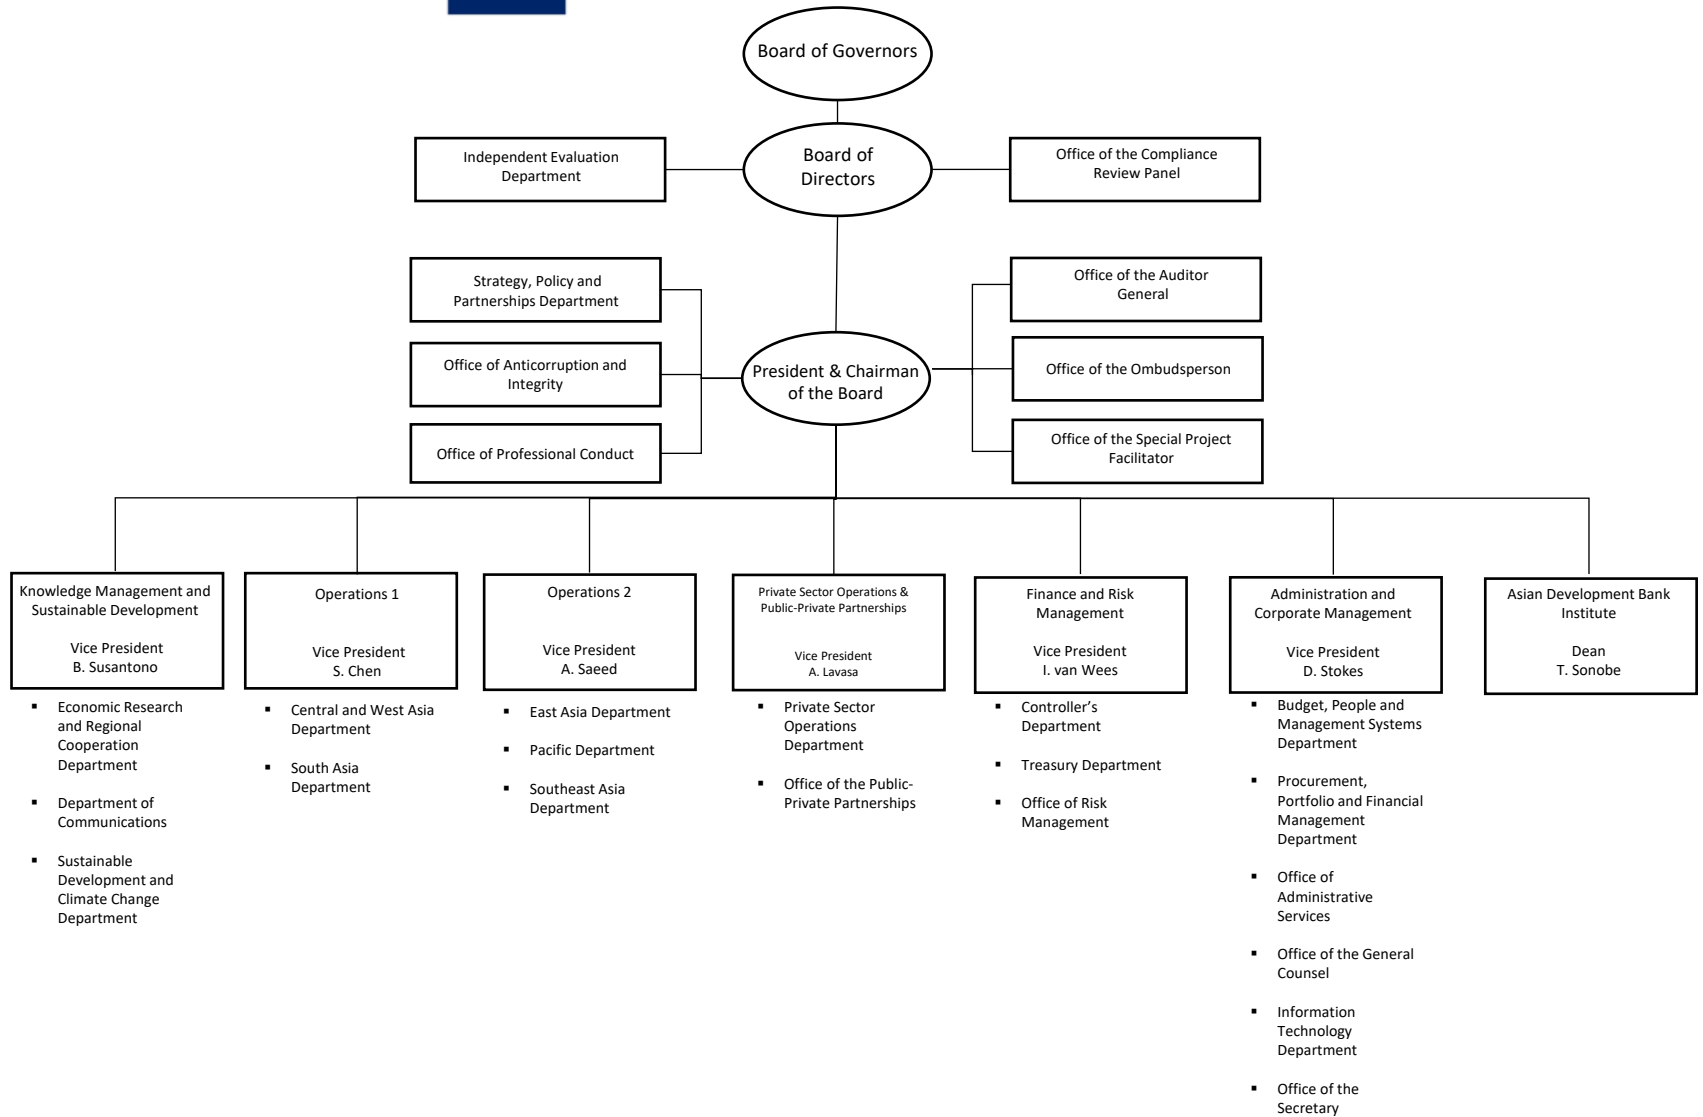 Board of Governors
Board of
Directors
Independent Evaluation
Department
Office of the Compliance
Review Panel
Strategy, Policy and
Partnerships Department
Office of Anticorruption and
Integrity
Office of Professional Conduct
President & Chairman
of the Board
Office of the Auditor
General
Office of the Ombudsperson
Office of the Special Project
Facilitator
Knowledge Management and
Sustainable Development
Vice President
B. Susantono
Economic Research
and Regional
Cooperation
Department
Department of
Communications
Sustainable
Development and
Climate Change
Department
Operations 1
Vice President
S. Chen
Central and West Asia
Department
South Asia
Department
Operations 2
Vice President
A. Saeed
East Asia Department
Pacific Department
Southeast Asia
Department
Private Sector Operations &
Public-Private Partnerships
Vice President
A. Lavasa
Private Sector
Operations
Department
Office of the Public-
Private Partnerships
Finance and Risk
Management
Vice President
I. van Wees
Controller’s
Department
Treasury Department
Office of Risk
Management
Administration and
Corporate Management
Vice President
D. Stokes
Budget, People and
Management Systems
Department
Procurement,
Portfolio and Financial
Management
Department
Office of
Administrative
Services
Office of the General
Counsel
Information
Technology
Department
Office of the
Secretary
Asian Development Bank
Institute
Dean
T. Sonobe